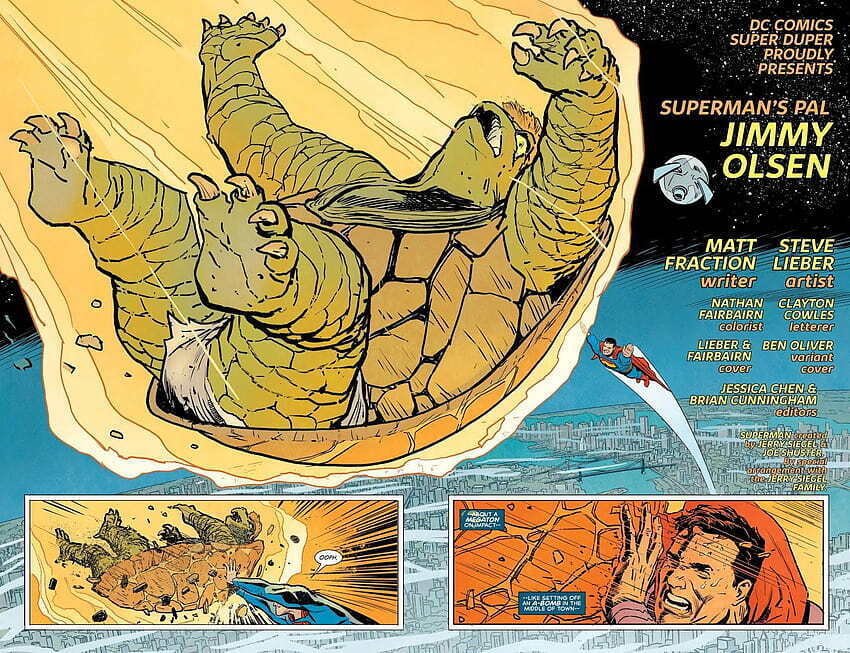 DC COMICS
SUPER DUPER
PROUDLY
PRESENTS
SUPERMAN'S PAL
JIMMY
OLSEN
MATT
FRACTION
writer
STEVE
LIEBER
artist
NATHAN
FAIRBAIRN
colorist
CLAYTON
COWLES
letterer
LIEBER &
FAIRBAIRN
cover
BEN OLIVER
variant
cover
JESSICA CHEN &
BRIAN CUNNINGHAM
editors
SUPERMAN created
by JERRY SIEGEL &
JOE SHUSTER.
By special
arrangement with
the JERRY SIEGEL
FAMILY.
OOPH.
--ABOUT A
MEGATON
ON IMPACT--
--LIKE SETTING OFF
AN A-BOMB IN THE
MIDDLE OF TOWN--